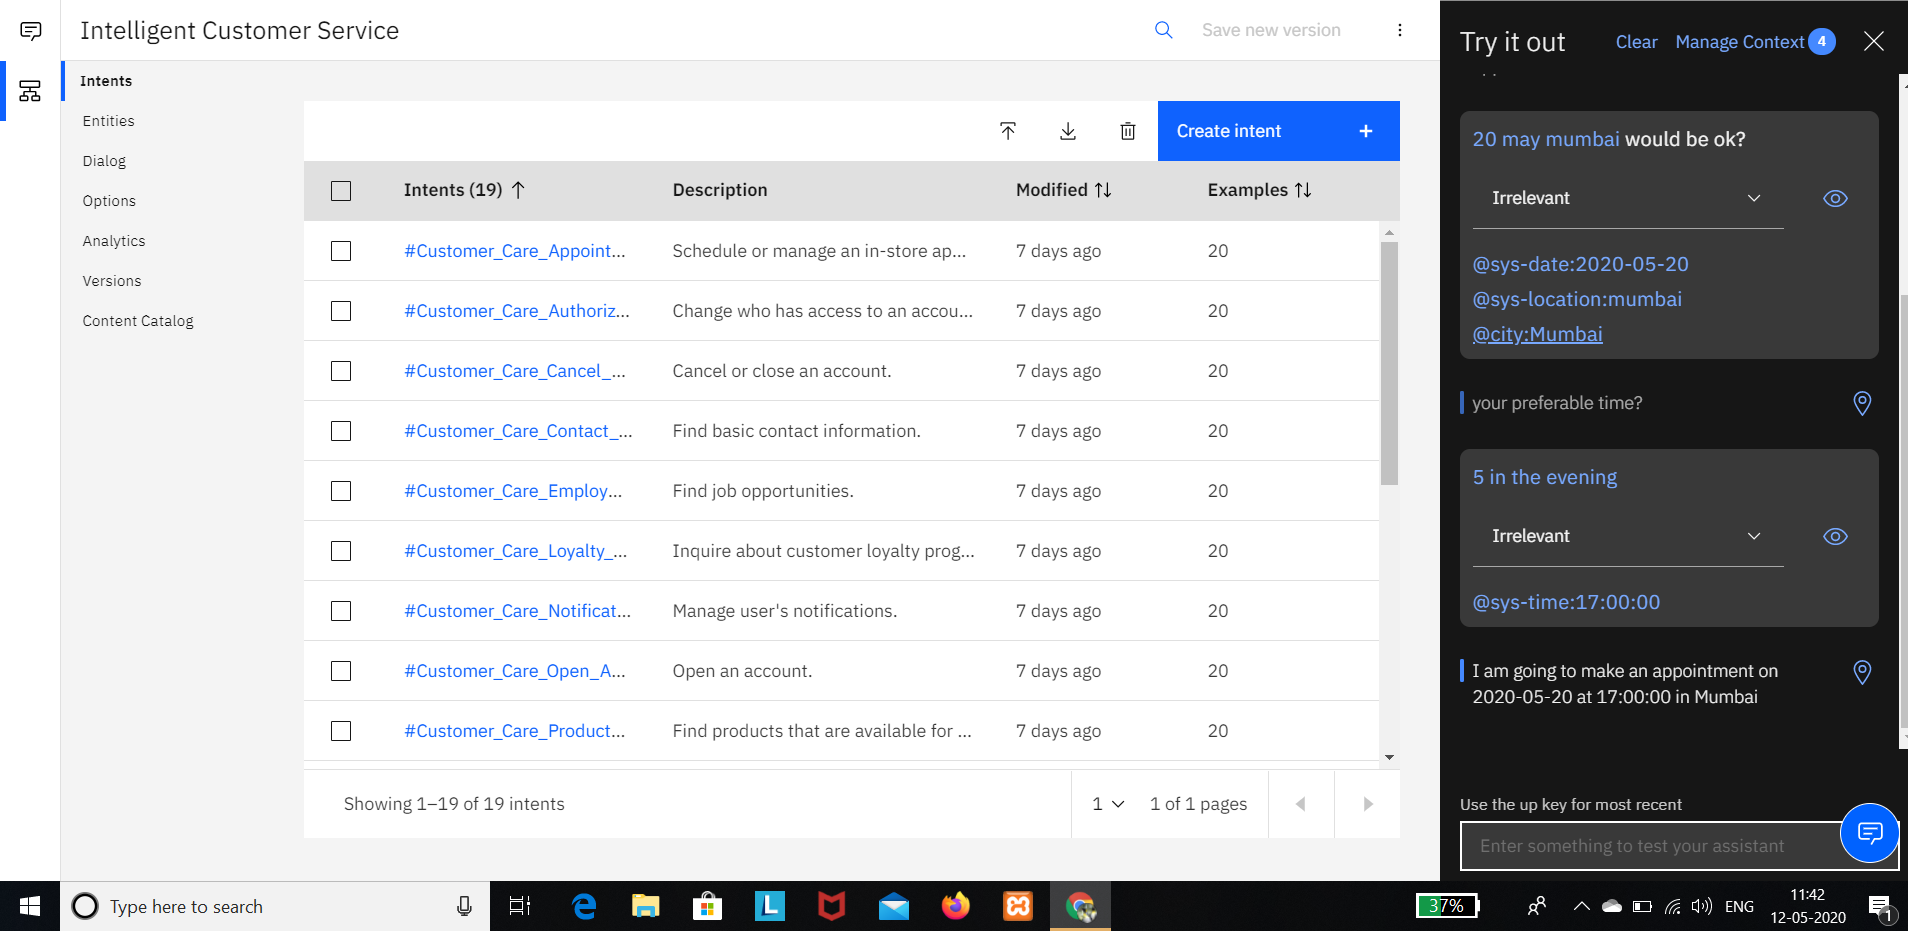 Intelligent Customer Service
Save new version
Intents
Entities
Dialog
Options
Analytics
Versions
Content Catalog
Create intent +
Intents (19) Description Modified Examples
#Customer_Care_Appoint... Schedule or manage an in-store ap... 7 days ago 20
#Customer_Care_Authoriz... Change who has access to an accou... 7 days ago 20
#Customer_Care_Cancel_... Cancel or close an account. 7 days ago 20
#Customer_Care_Contact_... Find basic contact information. 7 days ago 20
#Customer_Care_Employ... Find job opportunities. 7 days ago 20
#Customer_Care_Loyalty_... Inquire about customer loyalty prog... 7 days ago 20
#Customer_Care_Notificat... Manage user's notifications. 7 days ago 20
#Customer_Care_Open_A... Open an account. 7 days ago 20
#Customer_Care_Product... Find products that are available for ... 7 days ago 20
Showing 1–19 of 19 intents 1 1 of 1 pages
Try it out Clear Manage Context 4
20 may mumbai would be ok?
Irrelevant
@sys-date:2020-05-20
@sys-location:mumbai
@city:Mumbai
your preferable time?
5 in the evening
Irrelevant
@sys-time:17:00:00
I am going to make an appointment on
2020-05-20 at 17:00:00 in Mumbai
Use the up key for most recent
Enter something to test your assistant
Type here to search
37%
ENG
11:42
12-05-2020
1